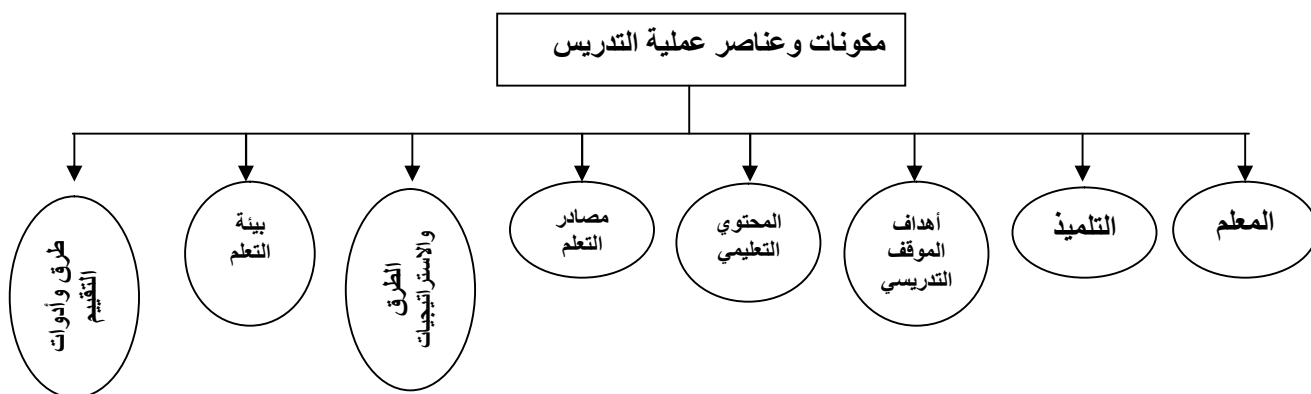 مكونات وعناصر عملية التدريس
المعلم
التلميذ
أهداف
الموقف
التدريسي
المحتوي
التعليمي
مصادر
التعلم
الطرق
والاستراتيجيات
بيئة
التعلم
طرق وأدوات
التقييم